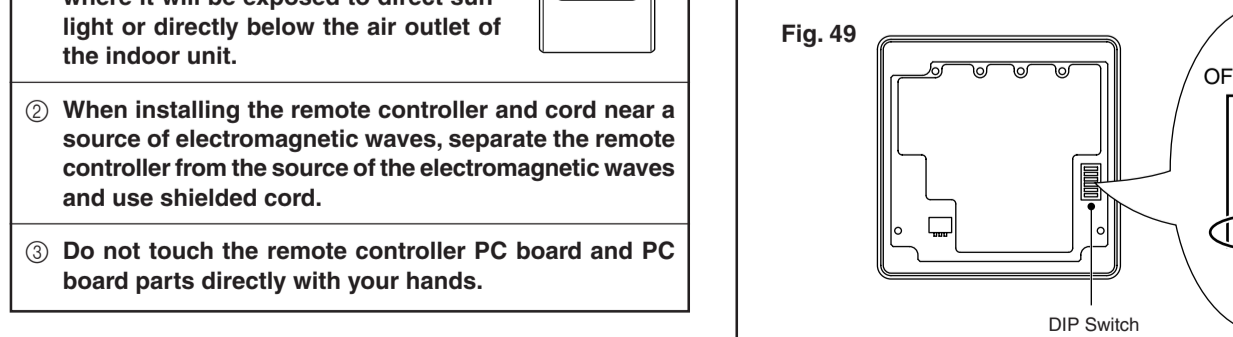 where it will be exposed to direct sun-
light or directly below the air outlet of
the indoor unit.
② When installing the remote controller and cord near a
source of electromagnetic waves, separate the remote
controller from the source of the electromagnetic waves
and use shielded cord.
③ Do not touch the remote controller PC board and PC
board parts directly with your hands.
Fig. 49
OF
DIP Switch